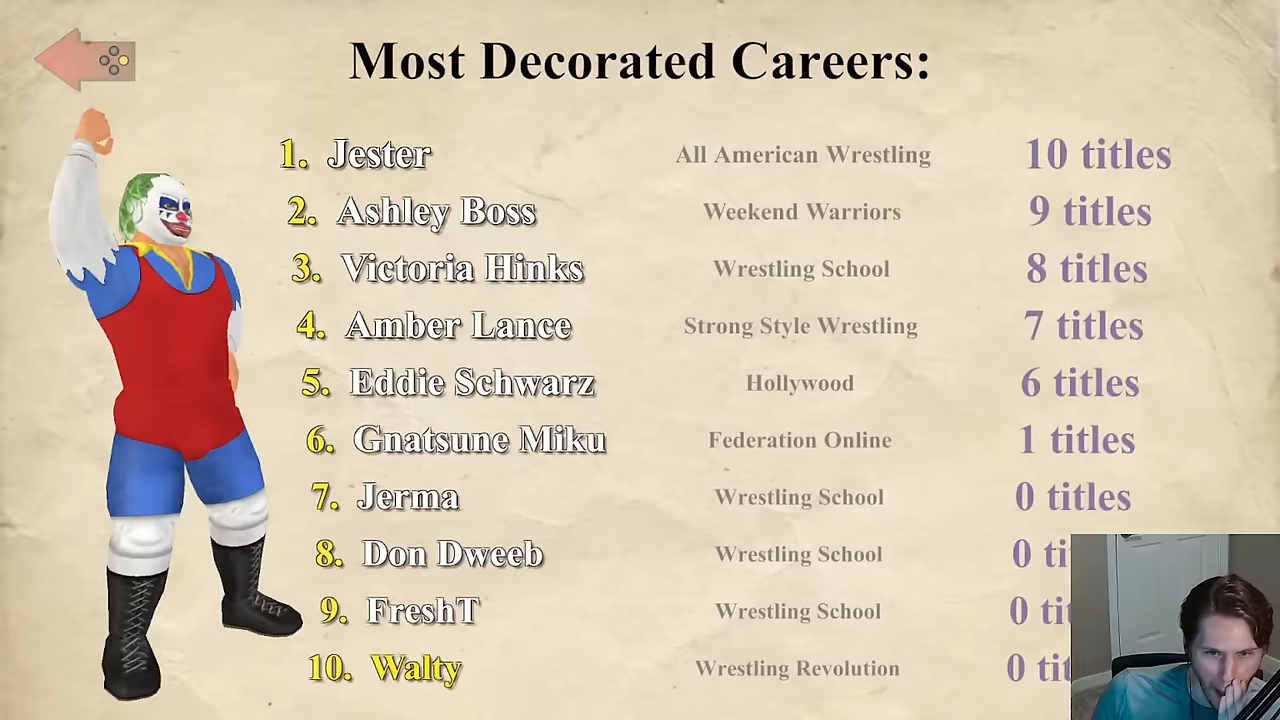 Most Decorated Careers:
1. Jester All American Wrestling 10 titles
2. Ashley Boss Weekend Warriors 9 titles
3. Victoria Hinks Wrestling School 8 titles
4. Amber Lance Strong Style Wrestling 7 titles
5. Eddie Schwarz Hollywood 6 titles
6. Gnatsune Miku Federation Online 1 titles
7. Jerma Wrestling School 0 titles
8. Don Dweeb Wrestling School 0 ti
9. FreshT Wrestling School 0 tit
10. Walty Wrestling Revolution 0 tit